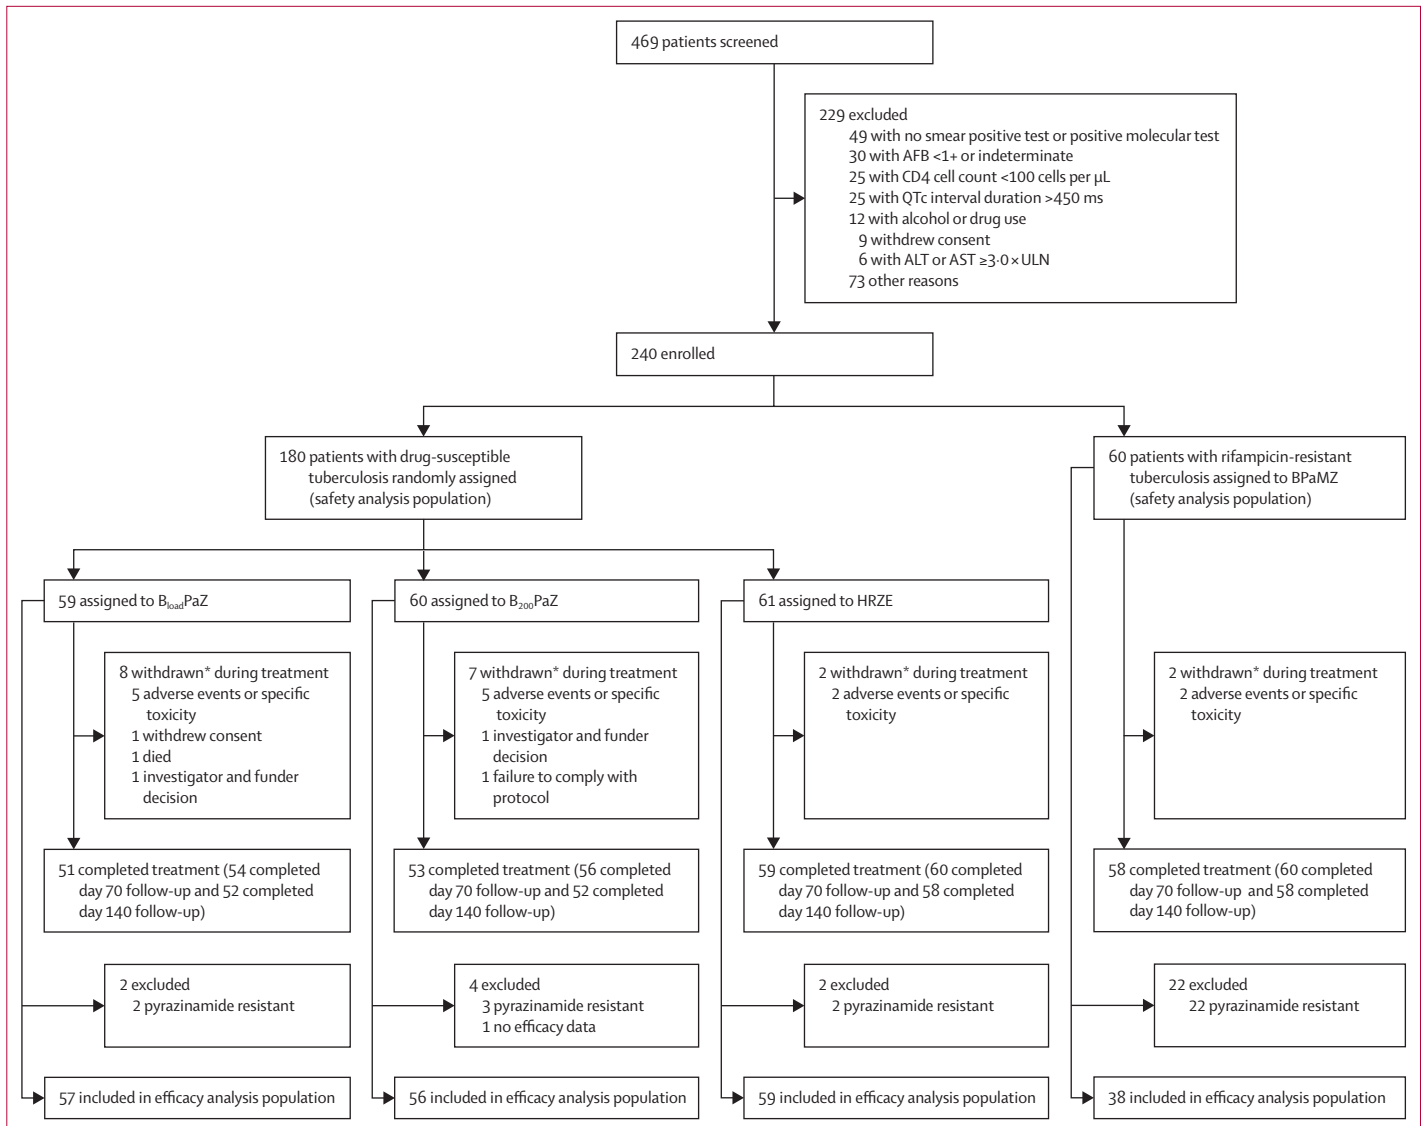 469 patients screened
229 excluded
49 with no smear positive test or positive molecular test
30 with AFB <1+ or indeterminate
25 with CD4 cell count <100 cells per µL
25 with QTc interval duration >450 ms
12 with alcohol or drug use
9 withdrew consent
6 with ALT or AST ≥3·0 × ULN
73 other reasons
240 enrolled
180 patients with drug-susceptible
tuberculosis randomly assigned
(safety analysis population)
60 patients with rifampicin-resistant
tuberculosis assigned to BPaMZ
(safety analysis population)
59 assigned to BloadPaZ
60 assigned to B200PaZ
61 assigned to HRZE
8 withdrawn* during treatment
5 adverse events or specific
toxicity
1 withdrew consent
1 died
1 investigator and funder
decision
7 withdrawn* during treatment
5 adverse events or specific
toxicity
1 investigator and funder
decision
1 failure to comply with
protocol
2 withdrawn* during treatment
2 adverse events or specific
toxicity
2 withdrawn* during treatment
2 adverse events or specific
toxicity
51 completed treatment (54 completed
day 70 follow-up and 52 completed
day 140 follow-up)
53 completed treatment (56 completed
day 70 follow-up and 52 completed
day 140 follow-up)
59 completed treatment (60 completed
day 70 follow-up and 58 completed
day 140 follow-up)
58 completed treatment (60 completed
day 70 follow-up and 58 completed
day 140 follow-up)
2 excluded
2 pyrazinamide resistant
4 excluded
3 pyrazinamide resistant
1 no efficacy data
2 excluded
2 pyrazinamide resistant
22 excluded
22 pyrazinamide resistant
57 included in efficacy analysis population
56 included in efficacy analysis population
59 included in efficacy analysis population
38 included in efficacy analysis population